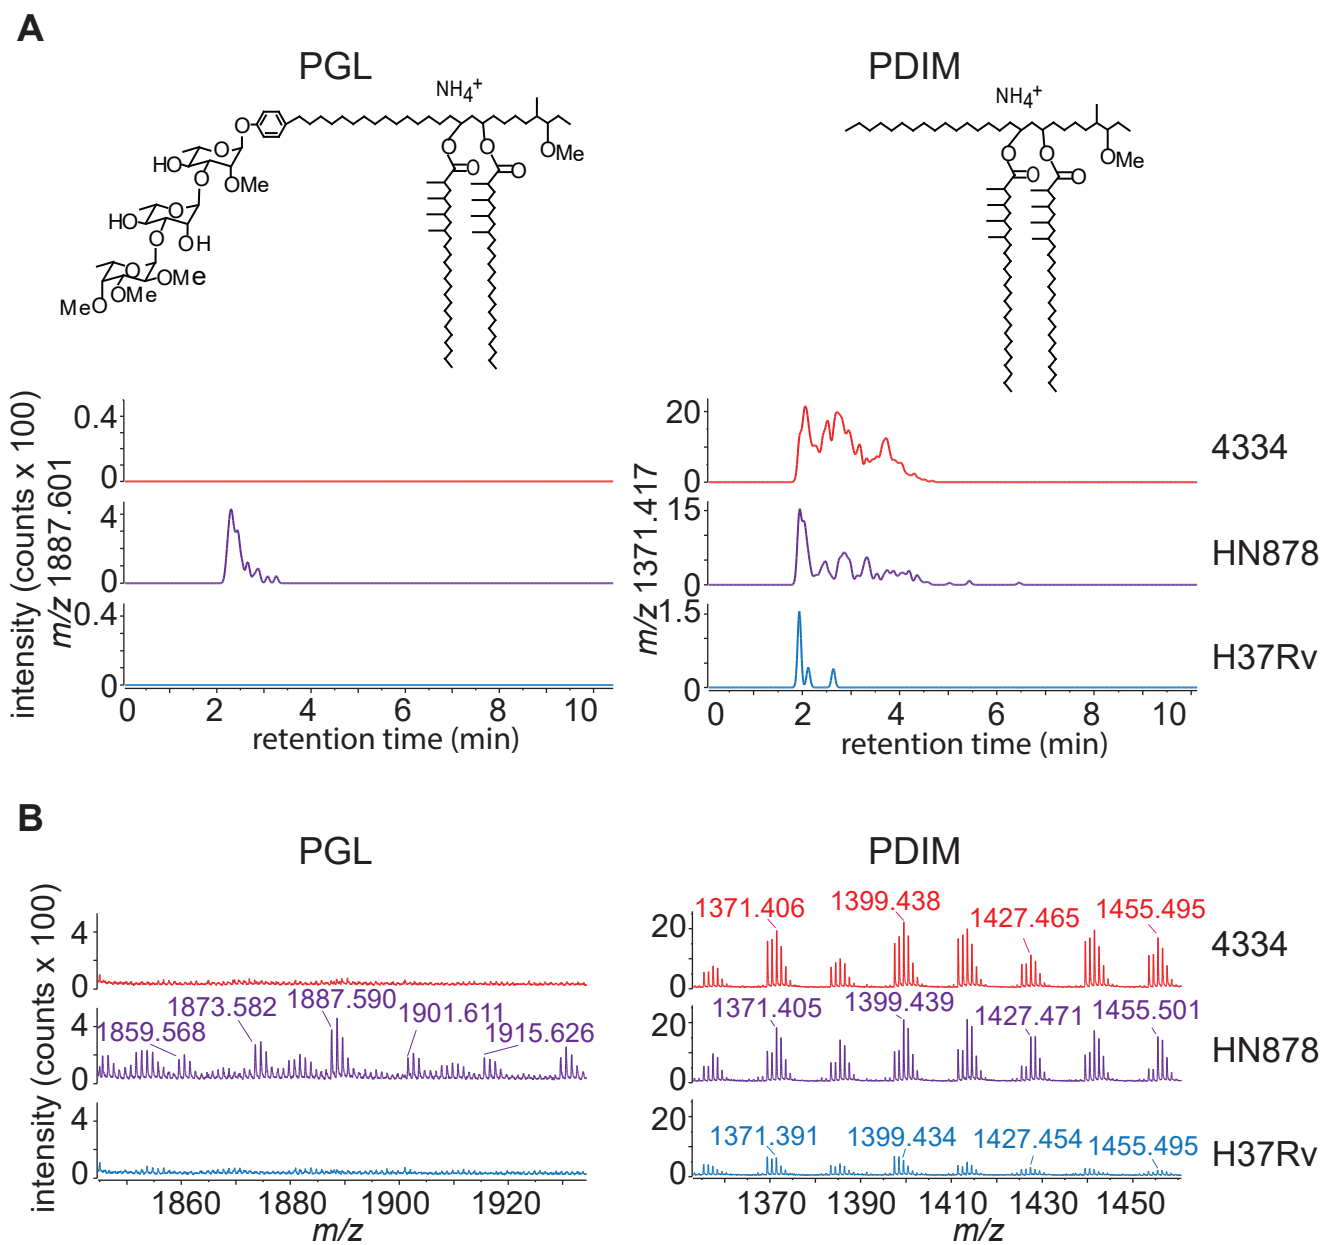 A
PGL
PDIM
NH4+
NH4+
O
O
HO
O
OMe
O
O
O
O
OMe
HO
O
OH
O
O
OMe
OMe
MeO
O
O
O
O
OMe
intensity (counts x 100)
m/z 1887.601
0.4
0
4
0
0.4
0
0 2 4 6 8 10
retention time (min)
m/z 1371.417
20
0
15
0
1.5
0
0 2 4 6 8 10
retention time (min)
4334
HN878
H37Rv
B
PGL
PDIM
intensity (counts x 100)
4
0
1859.568 1873.582 1887.590 1901.611 1915.626
4
0
4
0
1860 1880 1900 1920
m/z
1371.406 1399.438 1427.465 1455.495
20
0
4334
1371.405 1399.439 1427.471 1455.501
20
0
HN878
1371.391 1399.434 1427.454 1455.495
20
0
H37Rv
1370 1390 1410 1430 1450
m/z